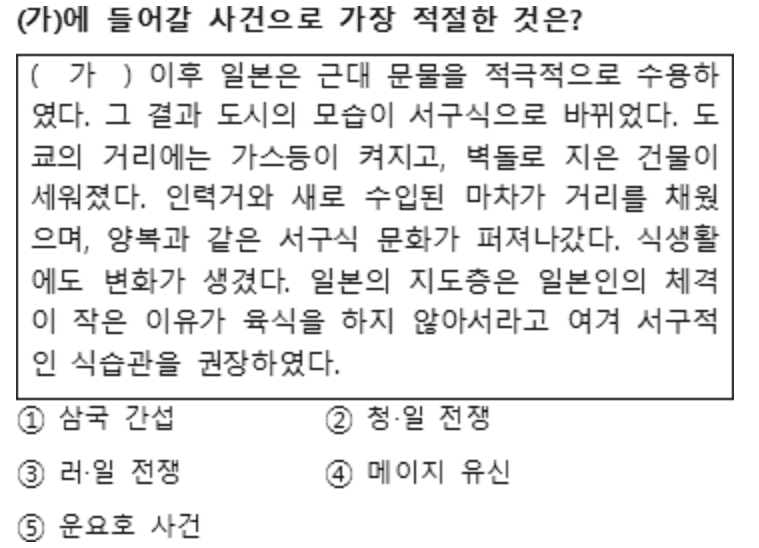 (가)에 들어갈 사건으로 가장 적절한 것은?
( 가 ) 이후 일본은 근대 문물을 적극적으로 수용하
였다. 그 결과 도시의 모습이 서구식으로 바뀌었다. 도
쿄의 거리에는 가스등이 켜지고, 벽돌로 지은 건물이
세워졌다. 인력거와 새로 수입된 마차가 거리를 채웠
으며, 양복과 같은 서구식 문화가 퍼져나갔다. 식생활
에도 변화가 생겼다. 일본의 지도층은 일본인의 체격
이 작은 이유가 육식을 하지 않아서라고 여겨 서구적
인 식습관을 권장하였다.
① 삼국 간섭 ② 청·일 전쟁
③ 러·일 전쟁 ④ 메이지 유신
⑤ 운요호 사건